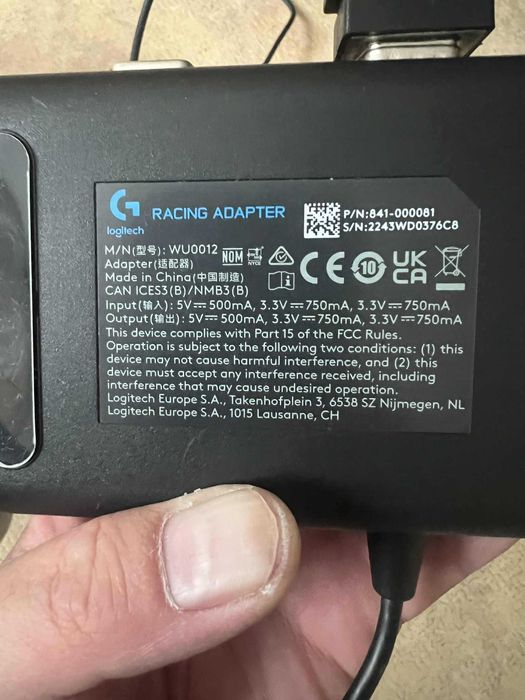 logitech
RACING ADAPTER
P/N:841-000081
S/N:2243WD0376C8
M/N(型号): WU0012
NOM
NYCE
Adapter(适配器)
Made in China(中国制造)
CAN ICES3(B)/NMB3(B)
CE
10
UK
CA
Input(输入): 5V⎓500mA, 3.3V⎓750mA, 3.3V⎓750mA
Output(输出): 5V⎓500mA, 3.3V⎓750mA, 3.3V⎓750mA
This device complies with Part 15 of the FCC Rules.
Operation is subject to the following two conditions: (1) this
device may not cause harmful interference, and (2) this
device must accept any interference received, including
interference that may cause undesired operation.
Logitech Europe S.A., Takenhofplein 3, 6538 SZ Nijmegen, NL
Logitech Europe S.A., 1015 Lausanne, CH